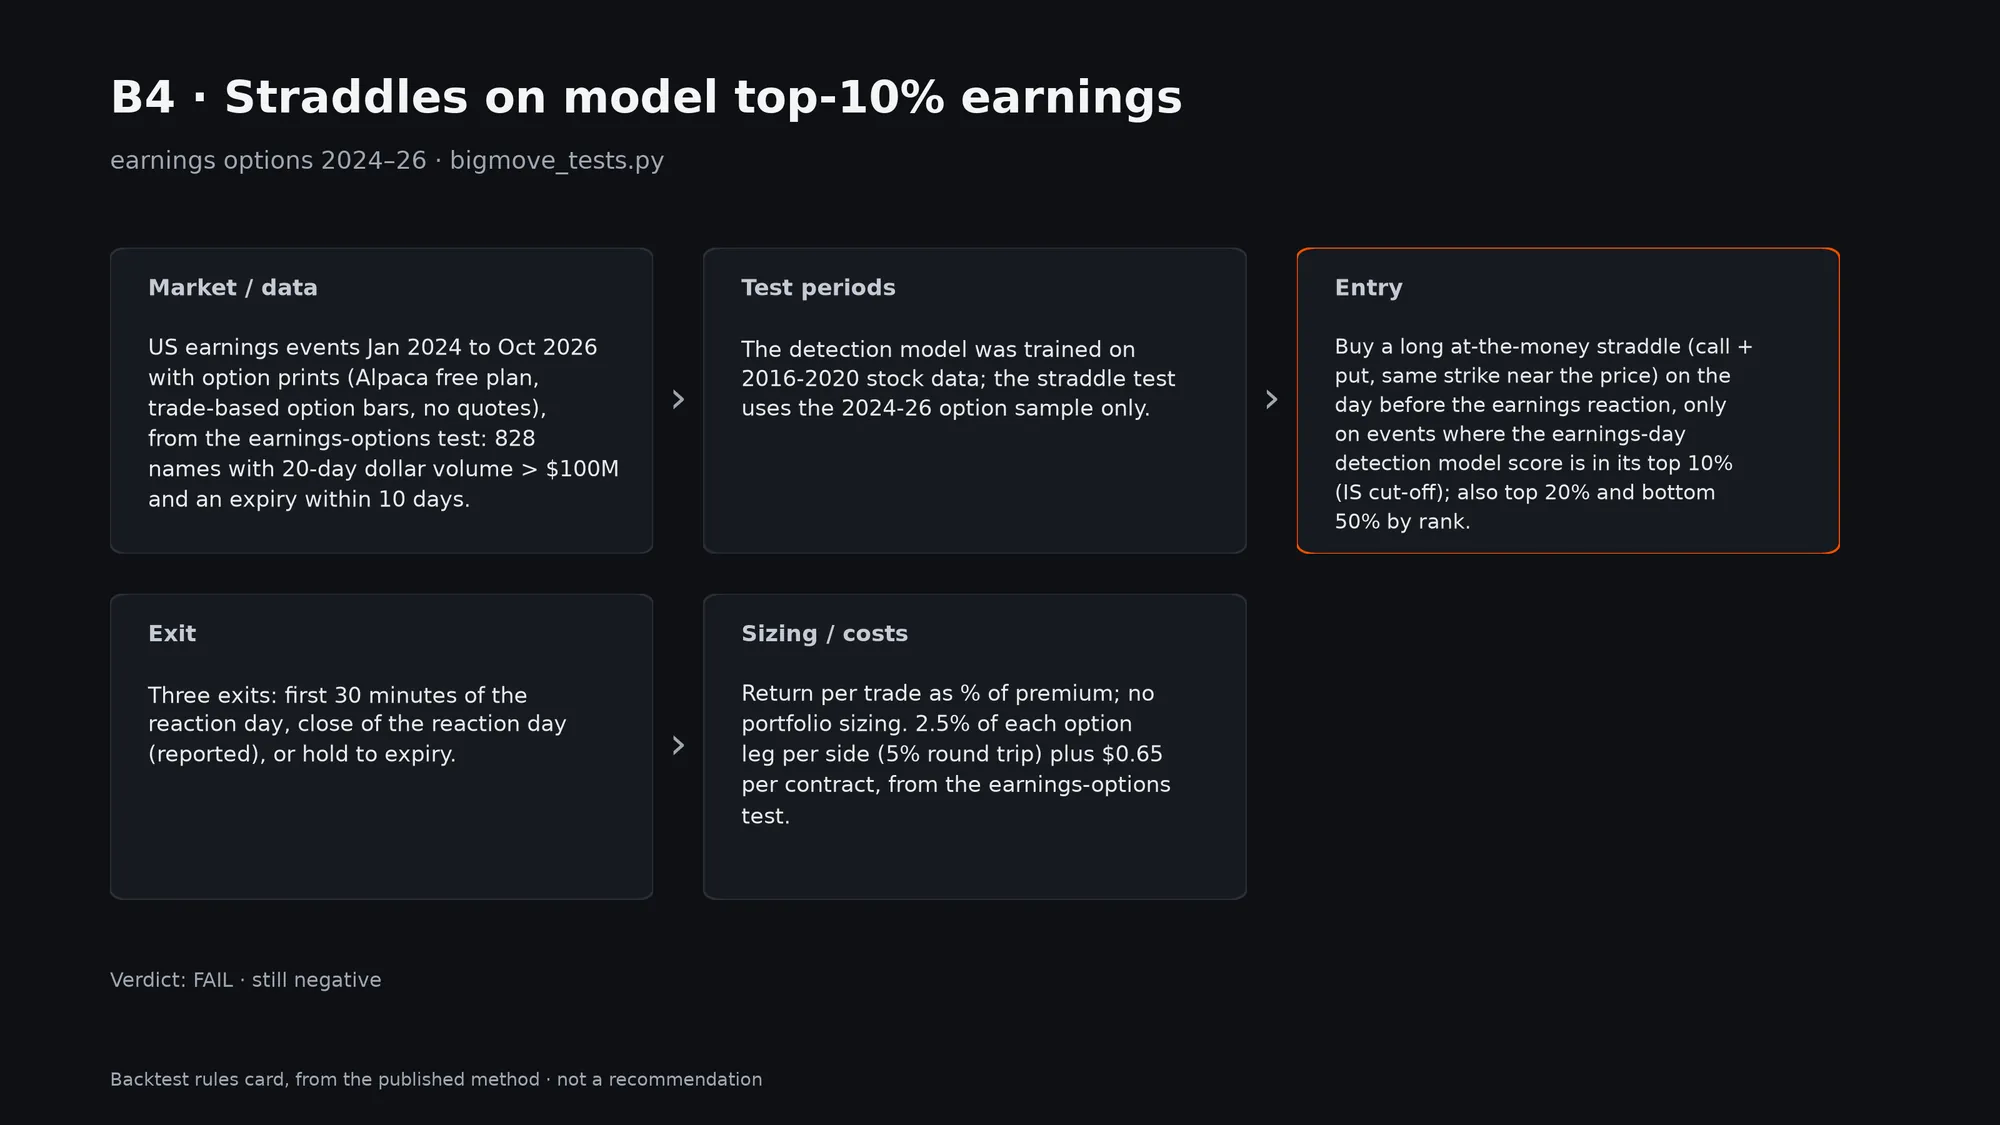 B4 · Straddles on model top-10% earnings
earnings options 2024–26 · bigmove_tests.py
Market / data
US earnings events Jan 2024 to Oct 2026
with option prints (Alpaca free plan,
trade-based option bars, no quotes),
from the earnings-options test: 828
names with 20-day dollar volume > $100M
and an expiry within 10 days.
›
Test periods
The detection model was trained on
2016-2020 stock data; the straddle test
uses the 2024-26 option sample only.
›
Entry
Buy a long at-the-money straddle (call +
put, same strike near the price) on the
day before the earnings reaction, only
on events where the earnings-day
detection model score is in its top 10%
(IS cut-off); also top 20% and bottom
50% by rank.
Exit
Three exits: first 30 minutes of the
reaction day, close of the reaction day
(reported), or hold to expiry.
›
Sizing / costs
Return per trade as % of premium; no
portfolio sizing. 2.5% of each option
leg per side (5% round trip) plus $0.65
per contract, from the earnings-options
test.
Verdict: FAIL · still negative
Backtest rules card, from the published method · not a recommendation